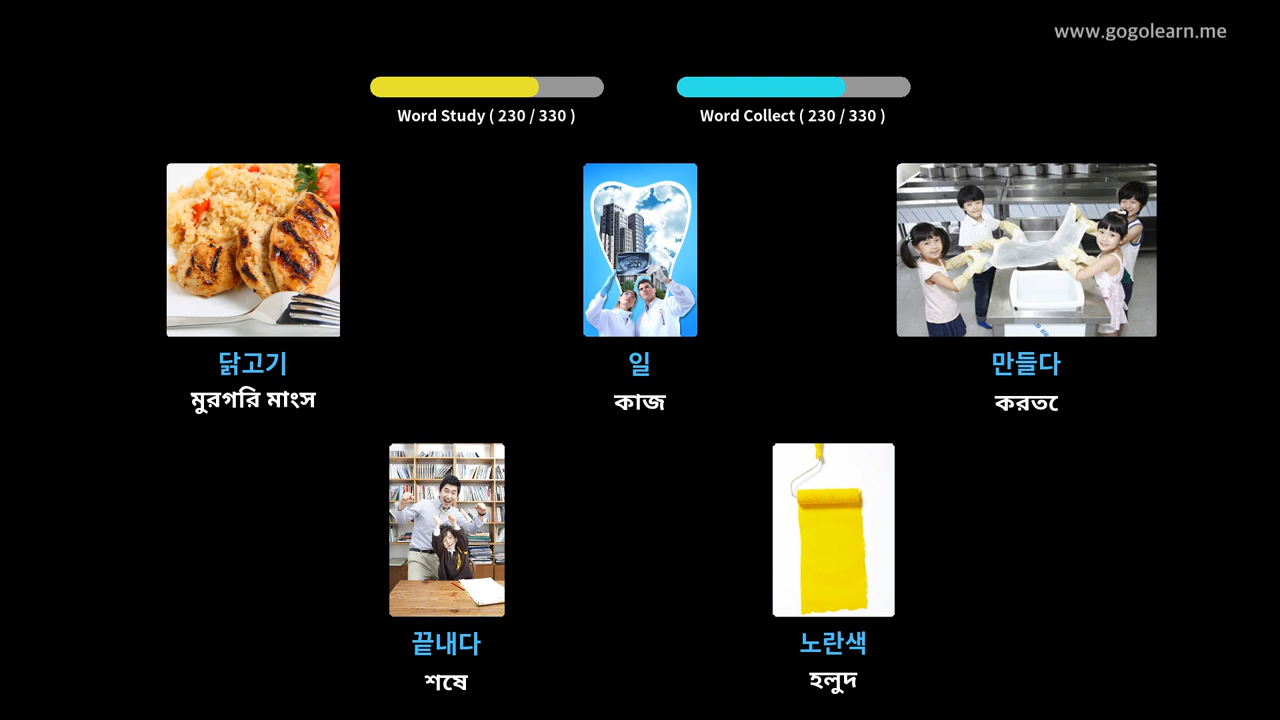 www.gogolearn.me
Word Study ( 230 / 330 )
Word Collect ( 230 / 330 )
닭고기
মুরগরি মাংস
일
কাজ
만들다
করতে
끝내다
শেষে
노란색
হলুদ